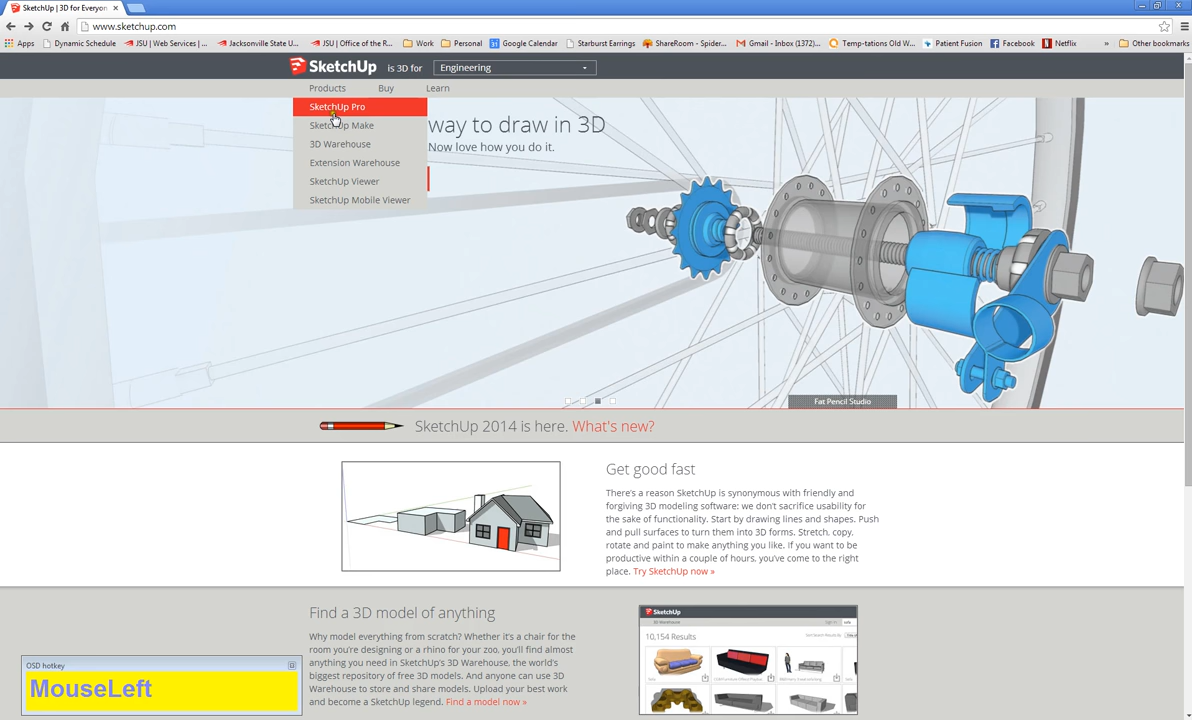 SketchUp | 3D for Everyon
www.sketchup.com
Apps
Dynamic Schedule
JSU | Web Services | ...
Jacksonville State U...
JSU | Office of the R...
Work
Personal
31
Google Calendar
Starburst Earrings
ShareRoom - Spider...
Gmail - Inbox (1372)...
Temp-tations Old W...
Patient Fusion
Facebook
Netflix
»
Other bookmarks
SketchUp is 3D for
Engineering
Products
Buy
Learn
SketchUp Pro
SketchUp Make
3D Warehouse
Extension Warehouse
SketchUp Viewer
SketchUp Mobile Viewer
way to draw in 3D
Now love how you do it.
Fat Pencil Studio
SketchUp 2014 is here. What's new?
Get good fast
There's a reason SketchUp is synonymous with friendly and
forgiving 3D modeling software: we don't sacrifice usability for
the sake of functionality. Start by drawing lines and shapes. Push
and pull surfaces to turn them into 3D forms. Stretch, copy,
rotate and paint to make anything you like. If you want to be
productive within a couple of hours, you've come to the right
place. Try SketchUp now »
Find a 3D model of anything
Why model everything from scratch? Whether it's a chair for the
room you're designing or a rhino for your zoo, you'll find almost
anything you need in SketchUp's 3D Warehouse, the world's
biggest repository of free 3D models. And anyone can use 3D
Warehouse to store and share models. Upload your best work
and become a SketchUp legend. Find a model now »
SketchUp
3D Warehouse
10,154 Results
OSD hotkey
MouseLeft